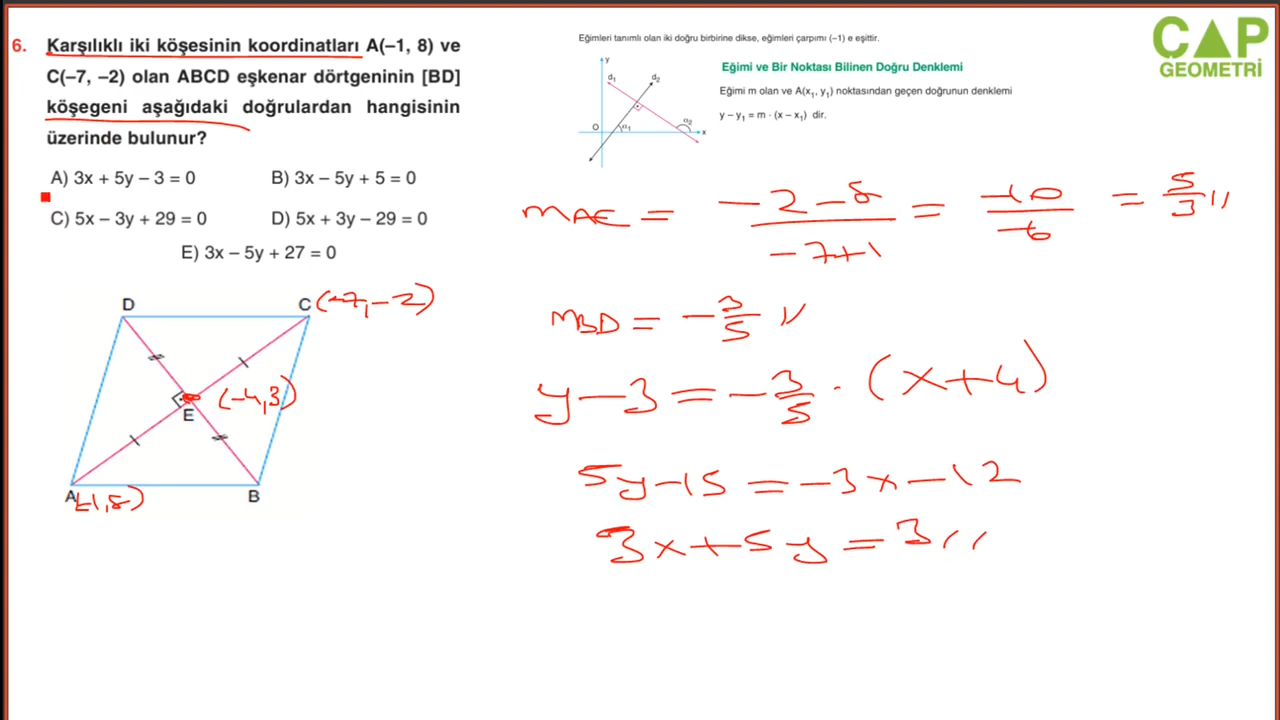 6. Karşılıklı iki köşesinin koordinatları A(–1, 8) ve
C(–7, –2) olan ABCD eşkenar dörtgeninin [BD]
köşegeni aşağıdaki doğrulardan hangisinin
üzerinde bulunur?
A) 3x + 5y – 3 = 0 B) 3x – 5y + 5 = 0
C) 5x – 3y + 29 = 0 D) 5x + 3y – 29 = 0
E) 3x – 5y + 27 = 0
D C (-7, -2)
(-4, 3)
E
A (-1, 8) B
Eğimleri tanımlı olan iki doğru birbirine dikse, eğimleri çarpımı (–1) e eşittir.
y
d₁ d₂
O α₁ α₂ x
Eğimi ve Bir Noktası Bilinen Doğru Denklemi
Eğimi m olan ve A(x₁, y₁) noktasından geçen doğrunun denklemi
y – y₁ = m · (x – x₁) dir.
ÇAP
GEOMETRİ
mAE = -2-8/-7+1 = -10/-6 = 5/3 //
mBD = -3/5 //
y - 3 = -3/5 · (x+4)
5y - 15 = -3x - 12
3x + 5y = 3 //